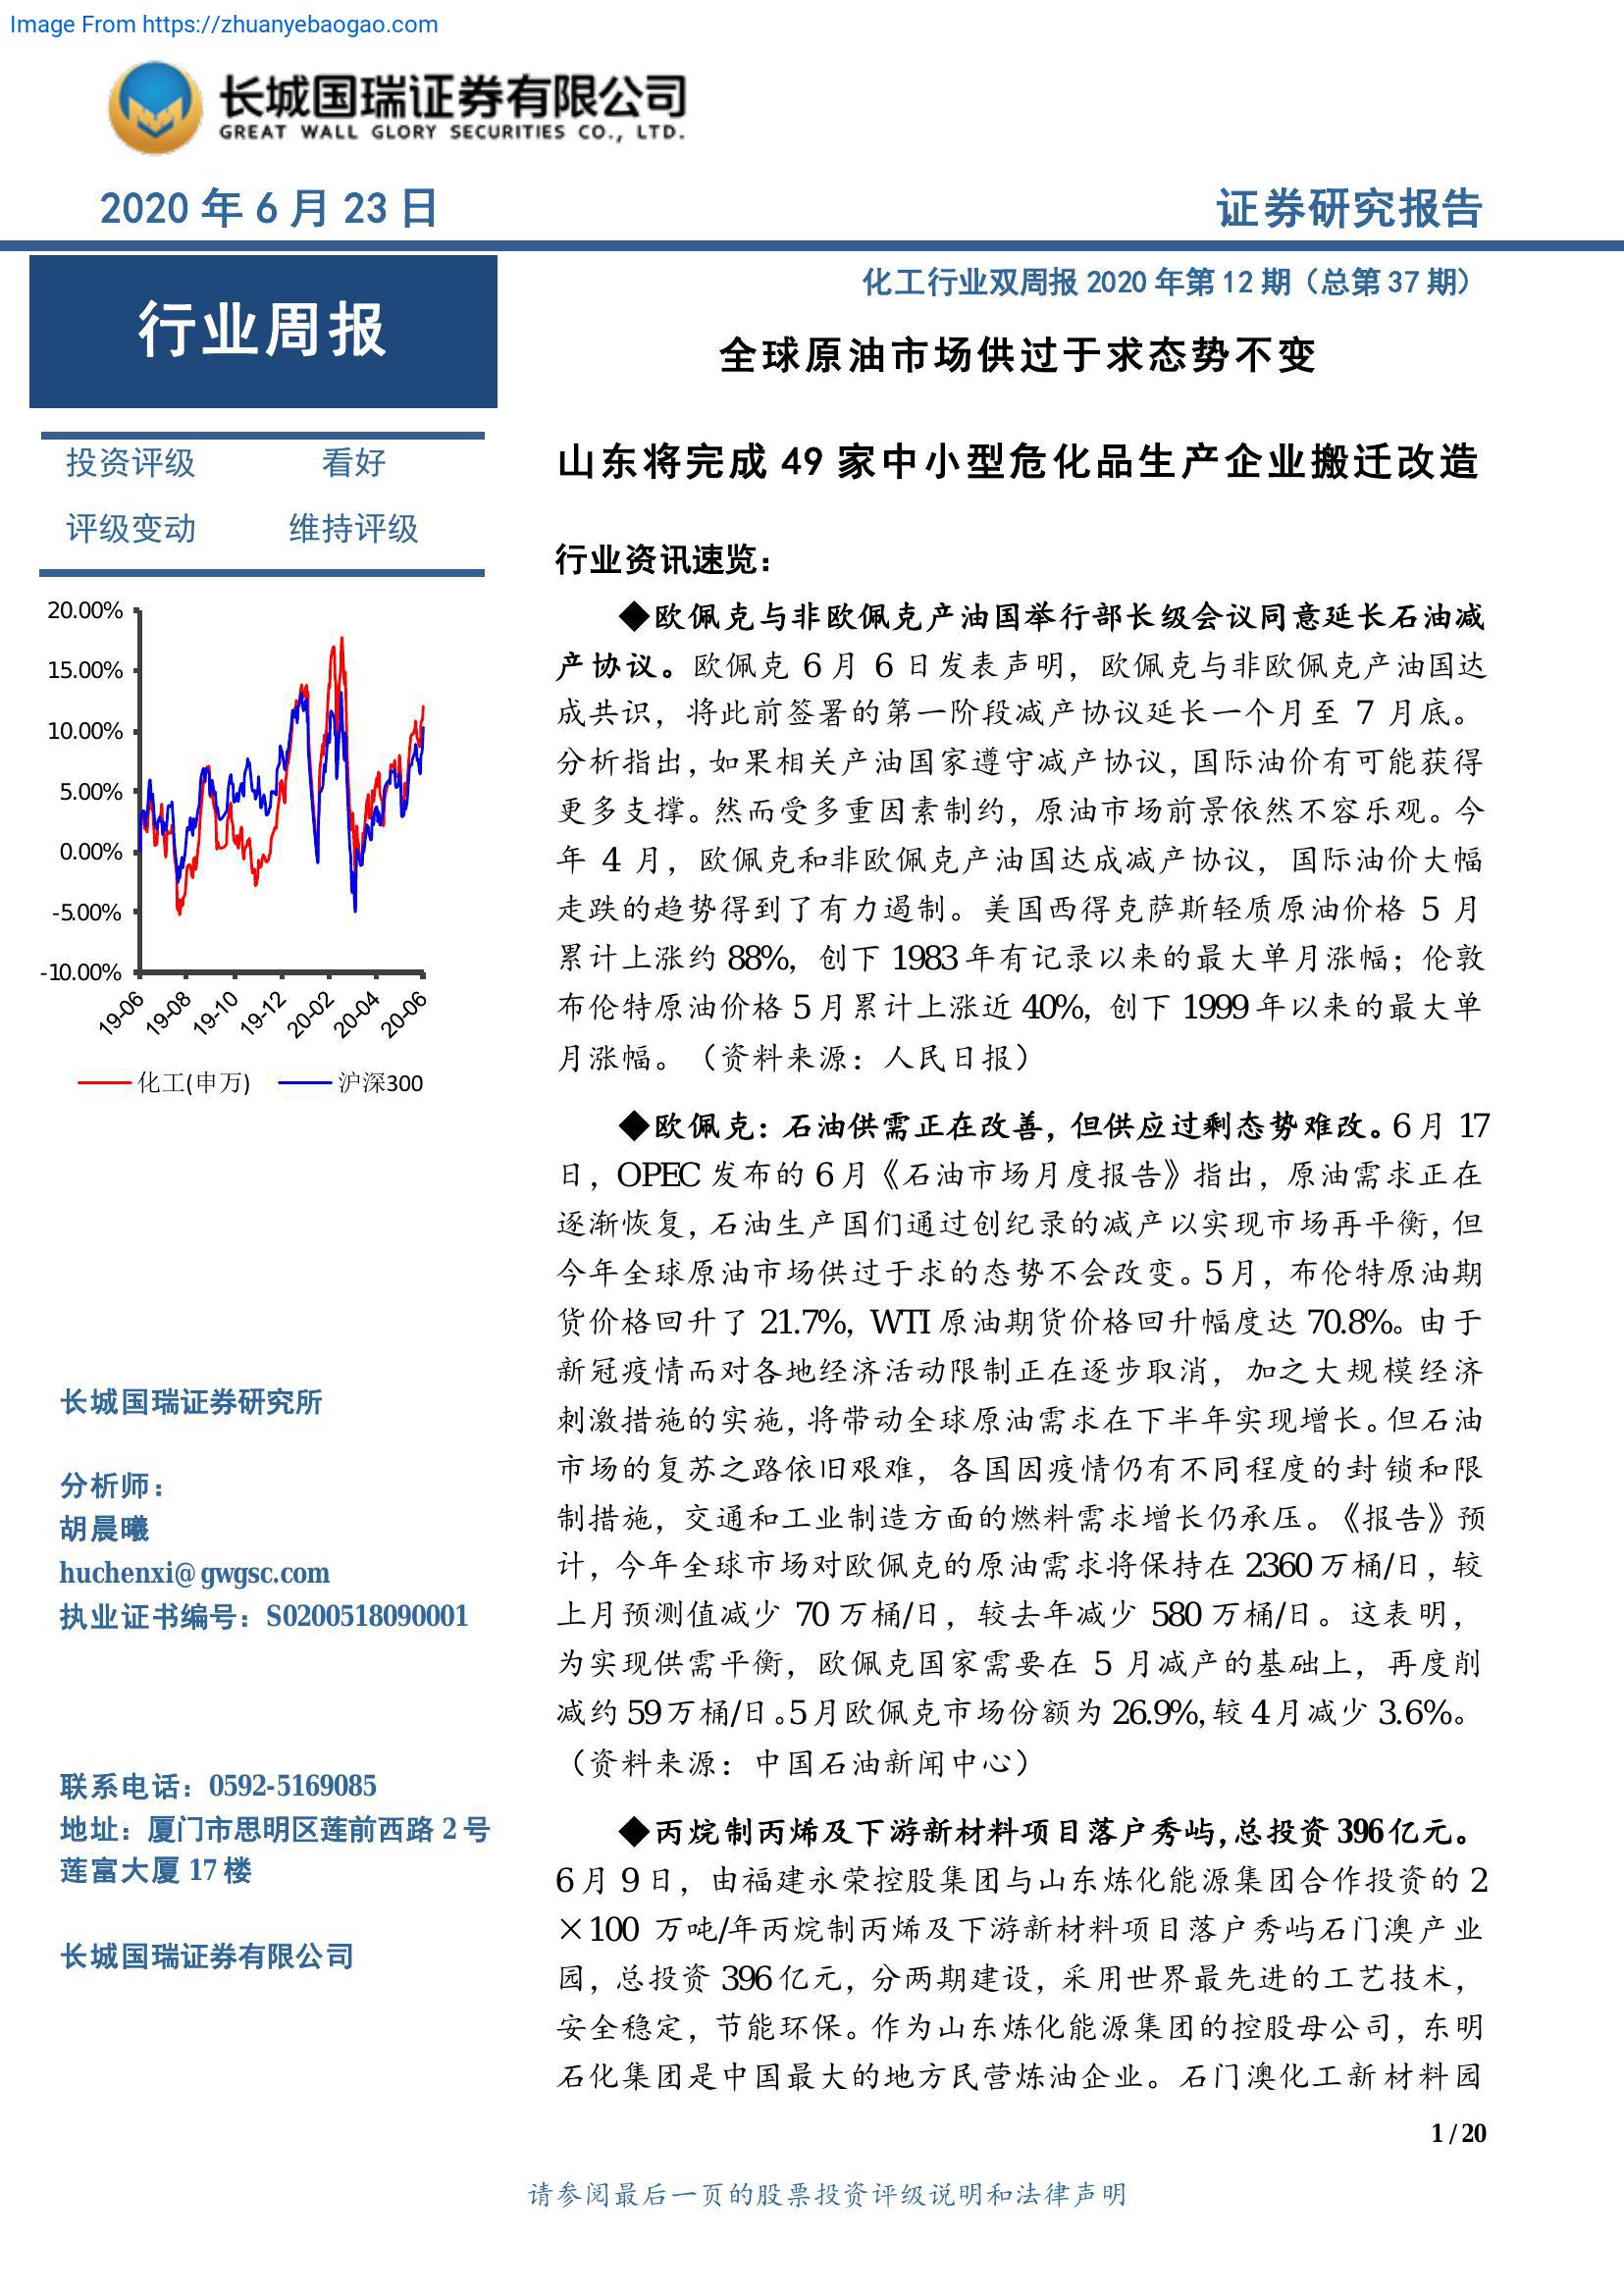 Image From https://zhuanyebaogao.com
长城国瑞证券有限公司
GREAT WALL GLORY SECURITIES CO., LTD.
2020 年 6 月 23 日
证券研究报告
行业周报
投资评级 看好
评级变动 维持评级
20.00%
15.00%
10.00%
5.00%
0.00%
-5.00%
-10.00%
19-06 19-08 19-10 19-12 20-02 20-04 20-06
化工(申万) 沪深300
长城国瑞证券研究所
分析师：
胡晨曦
huchenxi@gwgsc.com
执业证书编号：S0200518090001
联系电话：0592-5169085
地址：厦门市思明区莲前西路 2 号
莲富大厦 17 楼
长城国瑞证券有限公司
化工行业双周报 2020 年第 12 期（总第 37 期）
全球原油市场供过于求态势不变
山东将完成 49 家中小型危化品生产企业搬迁改造
行业资讯速览：
◆欧佩克与非欧佩克产油国举行部长级会议同意延长石油减
产协议。欧佩克 6 月 6 日发表声明，欧佩克与非欧佩克产油国达
成共识，将此前签署的第一阶段减产协议延长一个月至 7 月底。
分析指出，如果相关产油国家遵守减产协议，国际油价有可能获得
更多支撑。然而受多重因素制约，原油市场前景依然不容乐观。今
年 4 月，欧佩克和非欧佩克产油国达成减产协议，国际油价大幅
走跌的趋势得到了有力遏制。美国西得克萨斯轻质原油价格 5 月
累计上涨约 88%，创下 1983 年有记录以来的最大单月涨幅；伦敦
布伦特原油价格 5 月累计上涨近 40%，创下 1999 年以来的最大单
月涨幅。（资料来源：人民日报）
◆欧佩克：石油供需正在改善，但供应过剩态势难改。6 月 17
日，OPEC 发布的 6 月《石油市场月度报告》指出，原油需求正在
逐渐恢复，石油生产国们通过创纪录的减产以实现市场再平衡，但
今年全球原油市场供过于求的态势不会改变。5 月，布伦特原油期
货价格回升了 21.7%，WTI 原油期货价格回升幅度达 70.8%。由于
新冠疫情而对各地经济活动限制正在逐步取消，加之大规模经济
刺激措施的实施，将带动全球原油需求在下半年实现增长。但石油
市场的复苏之路依旧艰难，各国因疫情仍有不同程度的封锁和限
制措施，交通和工业制造方面的燃料需求增长仍承压。《报告》预
计，今年全球市场对欧佩克的原油需求将保持在 2360 万桶/日，较
上月预测值减少 70 万桶/日，较去年减少 580 万桶/日。这表明，
为实现供需平衡，欧佩克国家需要在 5 月减产的基础上，再度削
减约 59 万桶/日。5 月欧佩克市场份额为 26.9%，较 4 月减少 3.6%。
（资料来源：中国石油新闻中心）
◆丙烷制丙烯及下游新材料项目落户秀屿，总投资 396 亿元。
6 月 9 日，由福建永荣控股集团与山东炼化能源集团合作投资的 2
×100 万吨/年丙烷制丙烯及下游新材料项目落户秀屿石门澳产业
园，总投资 396 亿元，分两期建设，采用世界最先进的工艺技术，
安全稳定，节能环保。作为山东炼化能源集团的控股母公司，东明
石化集团是中国最大的地方民营炼油企业。石门澳化工新材料园
1 / 20
请参阅最后一页的股票投资评级说明和法律声明